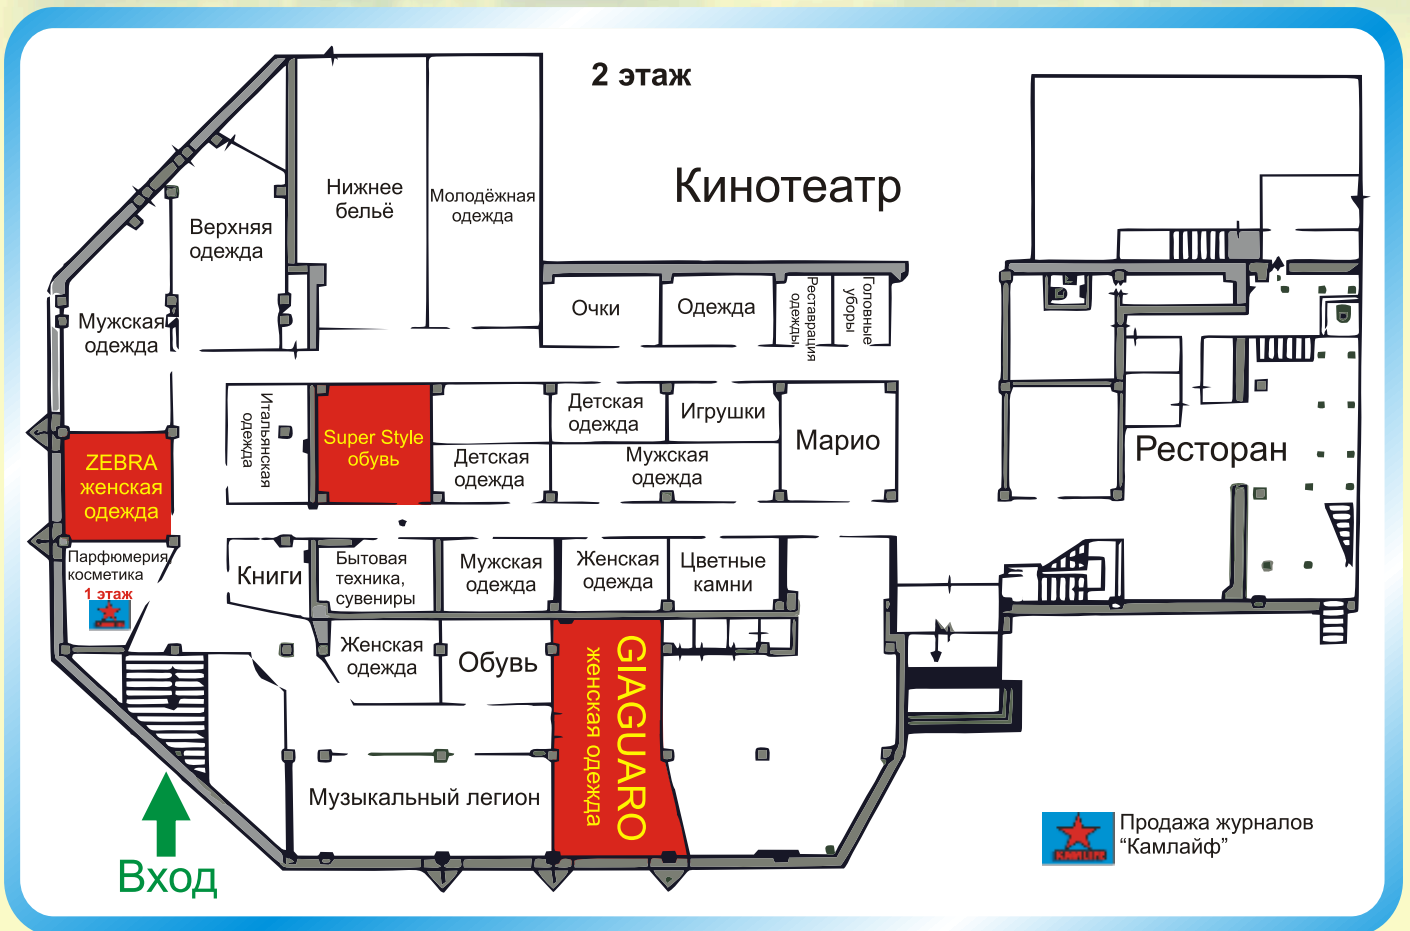 2 этаж
Кинотеатр
Нижнее
бельё
Молодёжная
одежда
Верхняя
одежда
Мужская
одежда
Очки
Одежда
Реставрация
одежды
Головные
уборы
Итальянская
одежда
Super Style
обувь
Детская
одежда
Игрушки
Детская
одежда
Мужская
одежда
Марио
Ресторан
ZEBRA
женская
одежда
Парфюмерия,
косметика
1 этаж
КАМLIFE
Книги
Бытовая
техника,
сувениры
Мужская
одежда
Женская
одежда
Цветные
камни
Женская
одежда
Обувь
GIAGUARO
женская одежда
Музыкальный легион
Вход
КАМLIFE
Продажа журналов
“Камлайф”